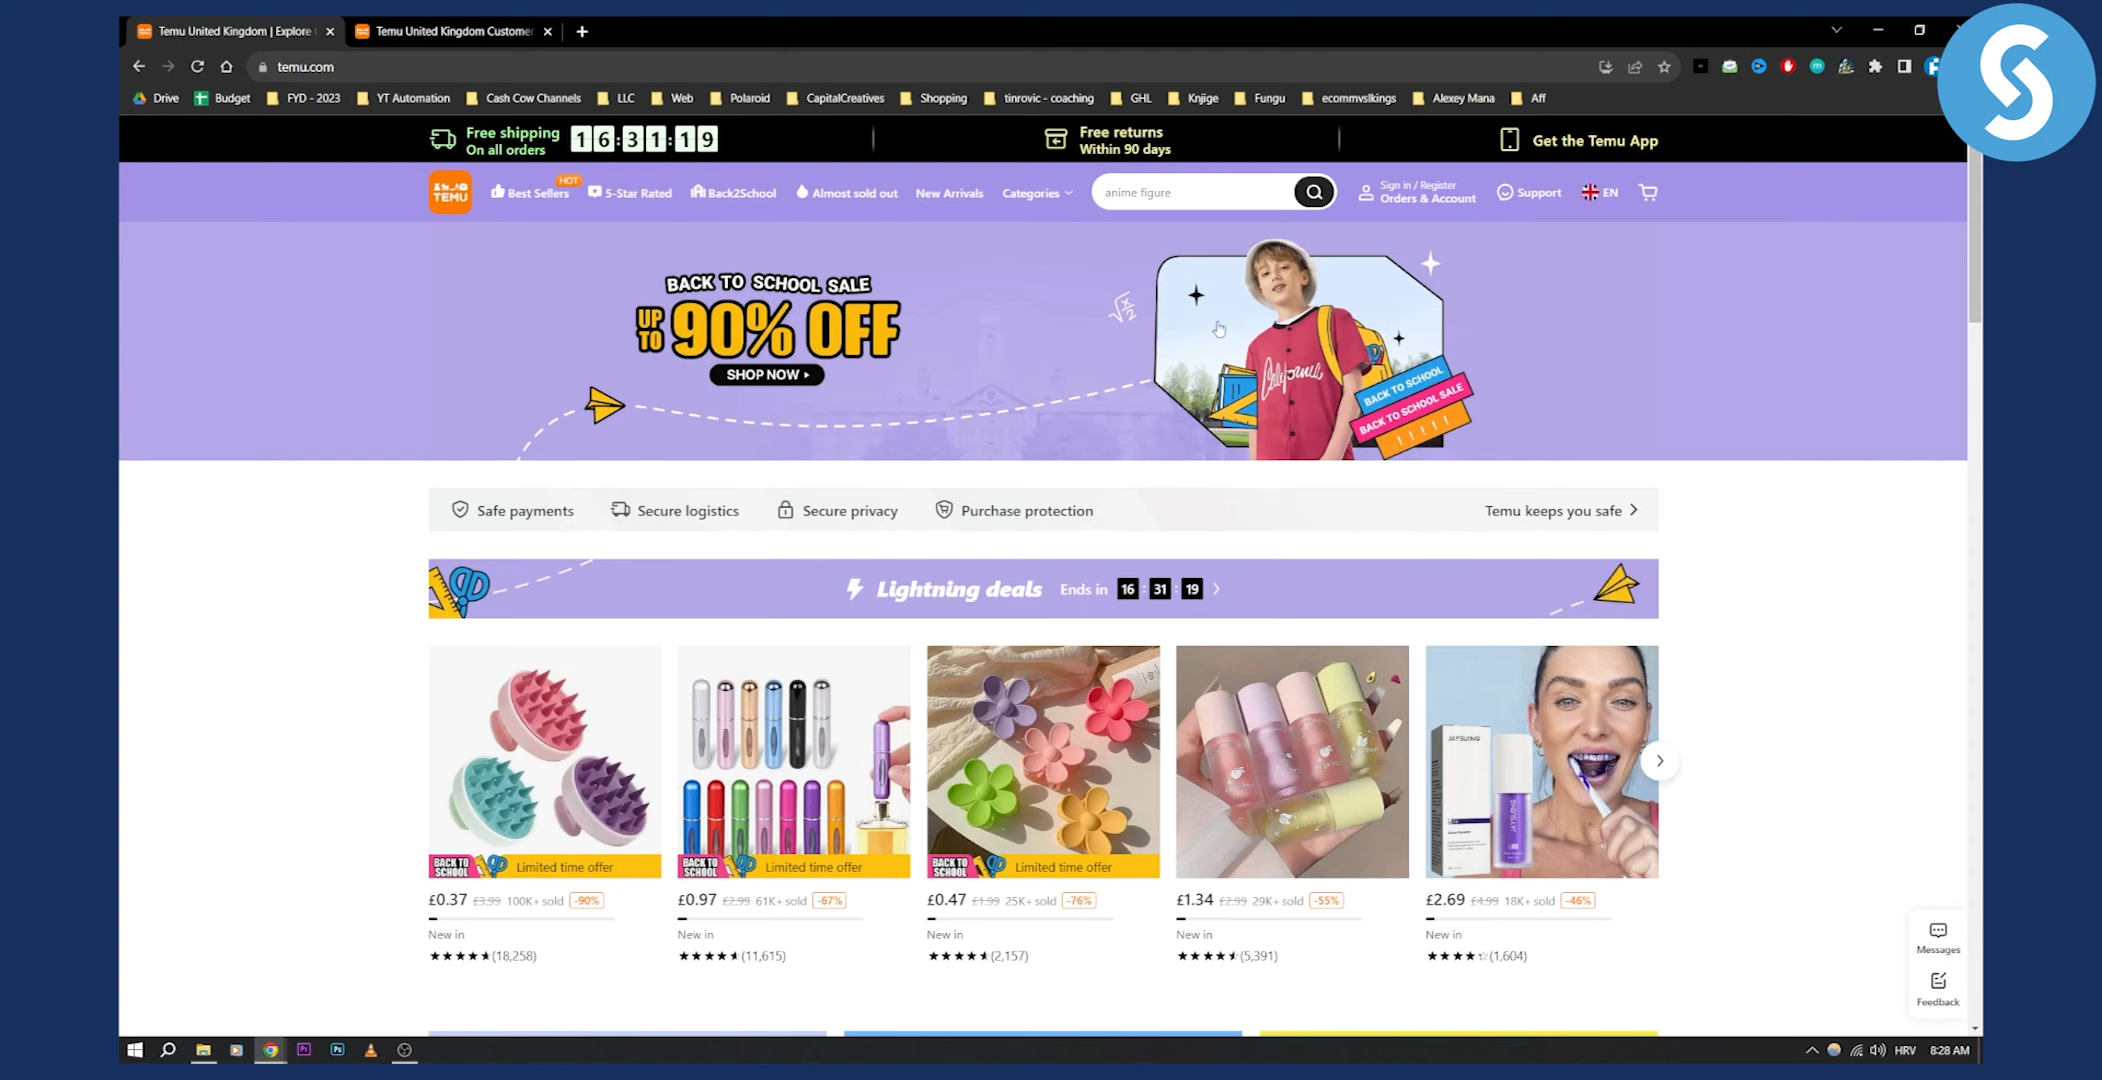 Temu United Kingdom | Explore
Temu United Kingdom Customer
temu.com
Drive Budget FYD - 2023 YT Automation Cash Cow Channels LLC Web Polaroid CapitalCreatives Shopping tinrovic - coaching GHL Knjige Fungu ecommvslkings Alexey Mana Aff
Free shipping
On all orders
16:31:19
Free returns
Within 90 days
Get the Temu App
TEMU
Best Sellers
HOT
5-Star Rated
Back2School
Almost sold out
New Arrivals
Categories
anime figure
Sign in / Register
Orders & Account
Support
EN
BACK TO SCHOOL SALE
UP TO 90% OFF
SHOP NOW
√x/2
California
BACK TO SCHOOL
BACK TO SCHOOL SALE
! ! ! ! !
Safe payments Secure logistics Secure privacy Purchase protection Temu keeps you safe
Lightning deals Ends in 16 : 31 : 19
JAYSUING
JAYSUING
BACK TO SCHOOL Limited time offer
BACK TO SCHOOL Limited time offer
BACK TO SCHOOL Limited time offer
£0.37 £3.99 100K+ sold -90%
New in
(18,258)
£0.97 £2.99 61K+ sold -67%
New in
(11,615)
£0.47 £1.99 25K+ sold -76%
New in
(2,157)
£1.34 £2.99 29K+ sold -55%
New in
(5,391)
£2.69 £4.99 18K+ sold -46%
New in
(1,604)
Messages
Feedback
Pr
Ps
HRV 8:28 AM